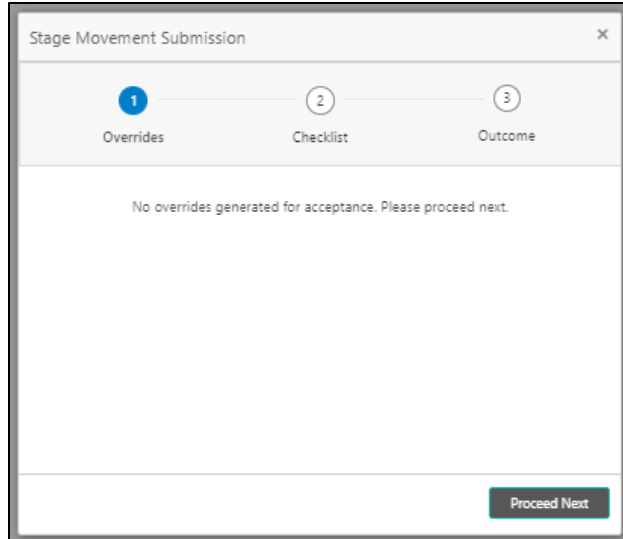 Stage Movement Submission ×
1 2 3
Overrides Checklist Outcome
No overrides generated for acceptance. Please proceed next.
Proceed Next